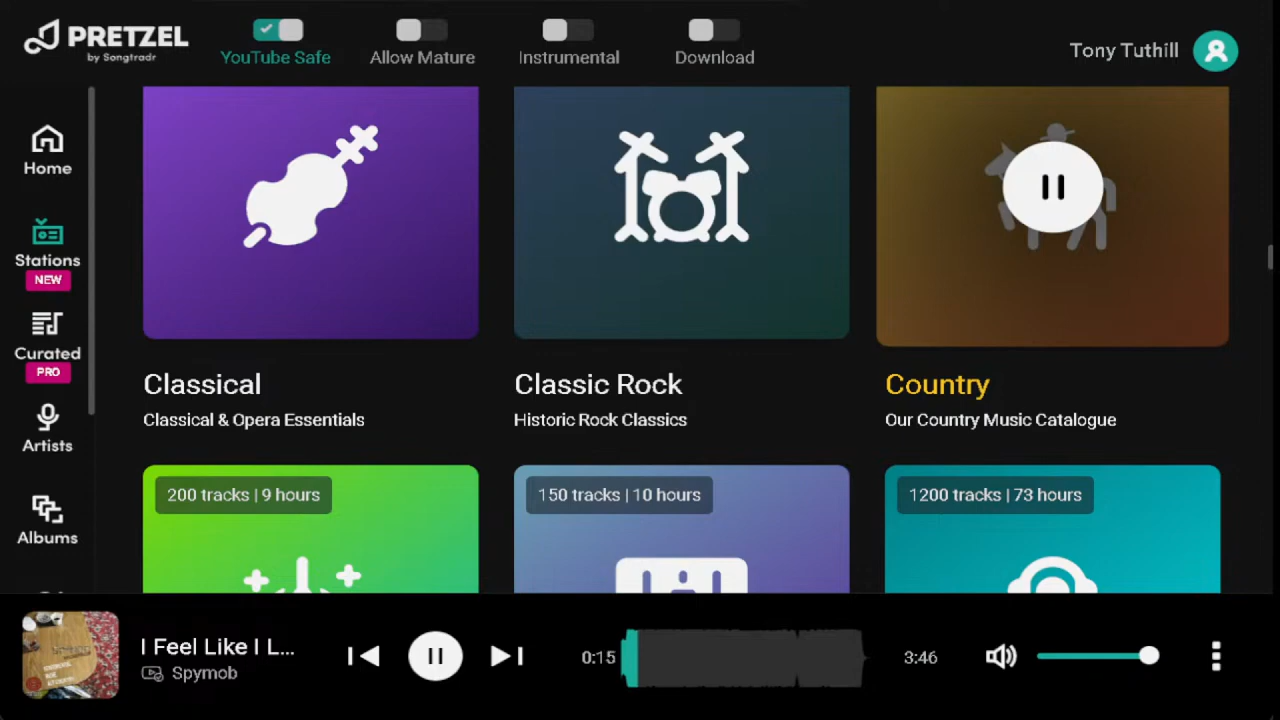 PRETZEL
by Songtradr
YouTube Safe
Allow Mature
Instrumental
Download
Tony Tuthill
Home
Stations
NEW
Curated
PRO
Artists
Albums
Classical
Classical & Opera Essentials
Classic Rock
Historic Rock Classics
Country
Our Country Music Catalogue
200 tracks | 9 hours
150 tracks | 10 hours
1200 tracks | 73 hours
I Feel Like I L...
Spymob
0:15
3:46